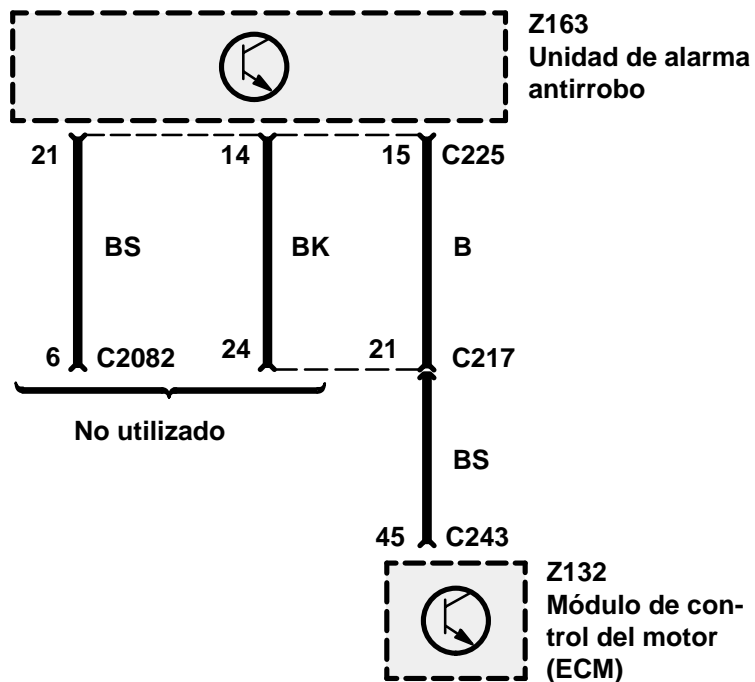 Z163
Unidad de alarma
antirrobo
21 14 15 C225
BS BK B
6 C2082 24 21 C217
No utilizado
BS
45 C243
Z132
Módulo de con-
trol del motor
(ECM)